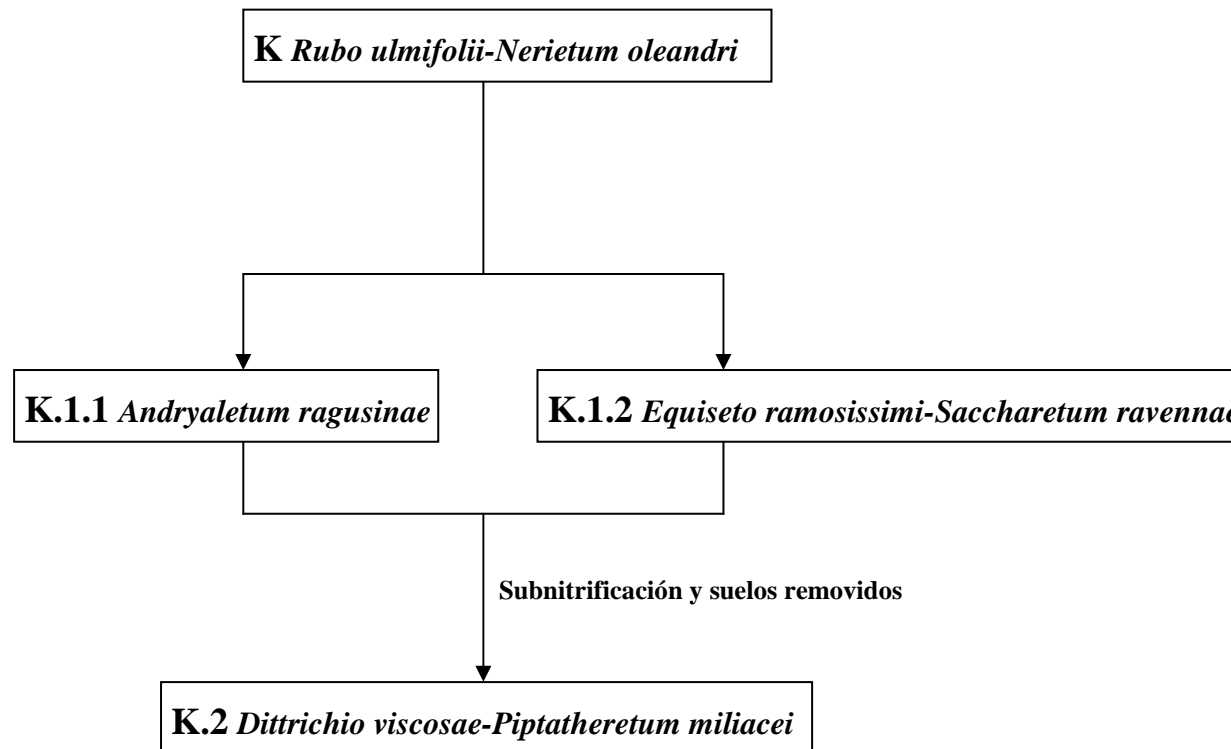 K Rubo ulmifolii-Nerietum oleandri
K.1.1 Andryaletum ragusinae
K.1.2 Equiseto ramosissimi-Saccharetum ravennae
Subnitrificación y suelos removidos
K.2 Dittrichio viscosae-Piptatheretum miliacei